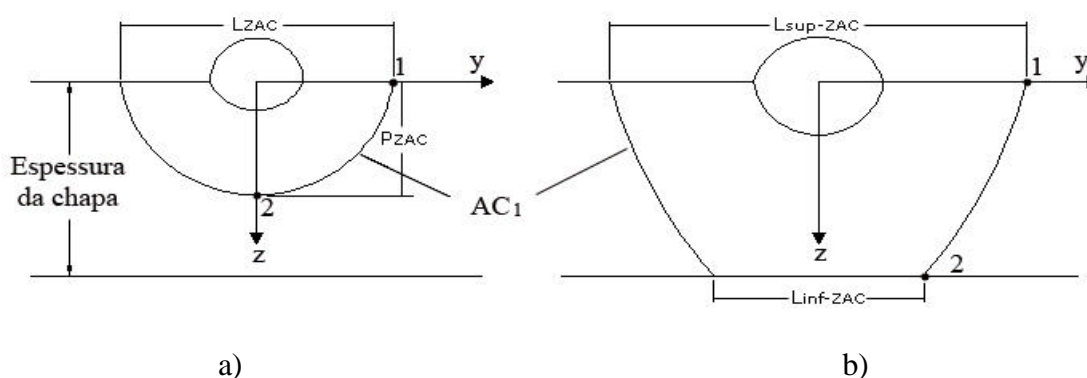 LZAC
1
y
PZAC
Espessura
da chapa
2
z
AC1
Lsup-ZAC
1
y
z
2
Linf-ZAC
a)
b)